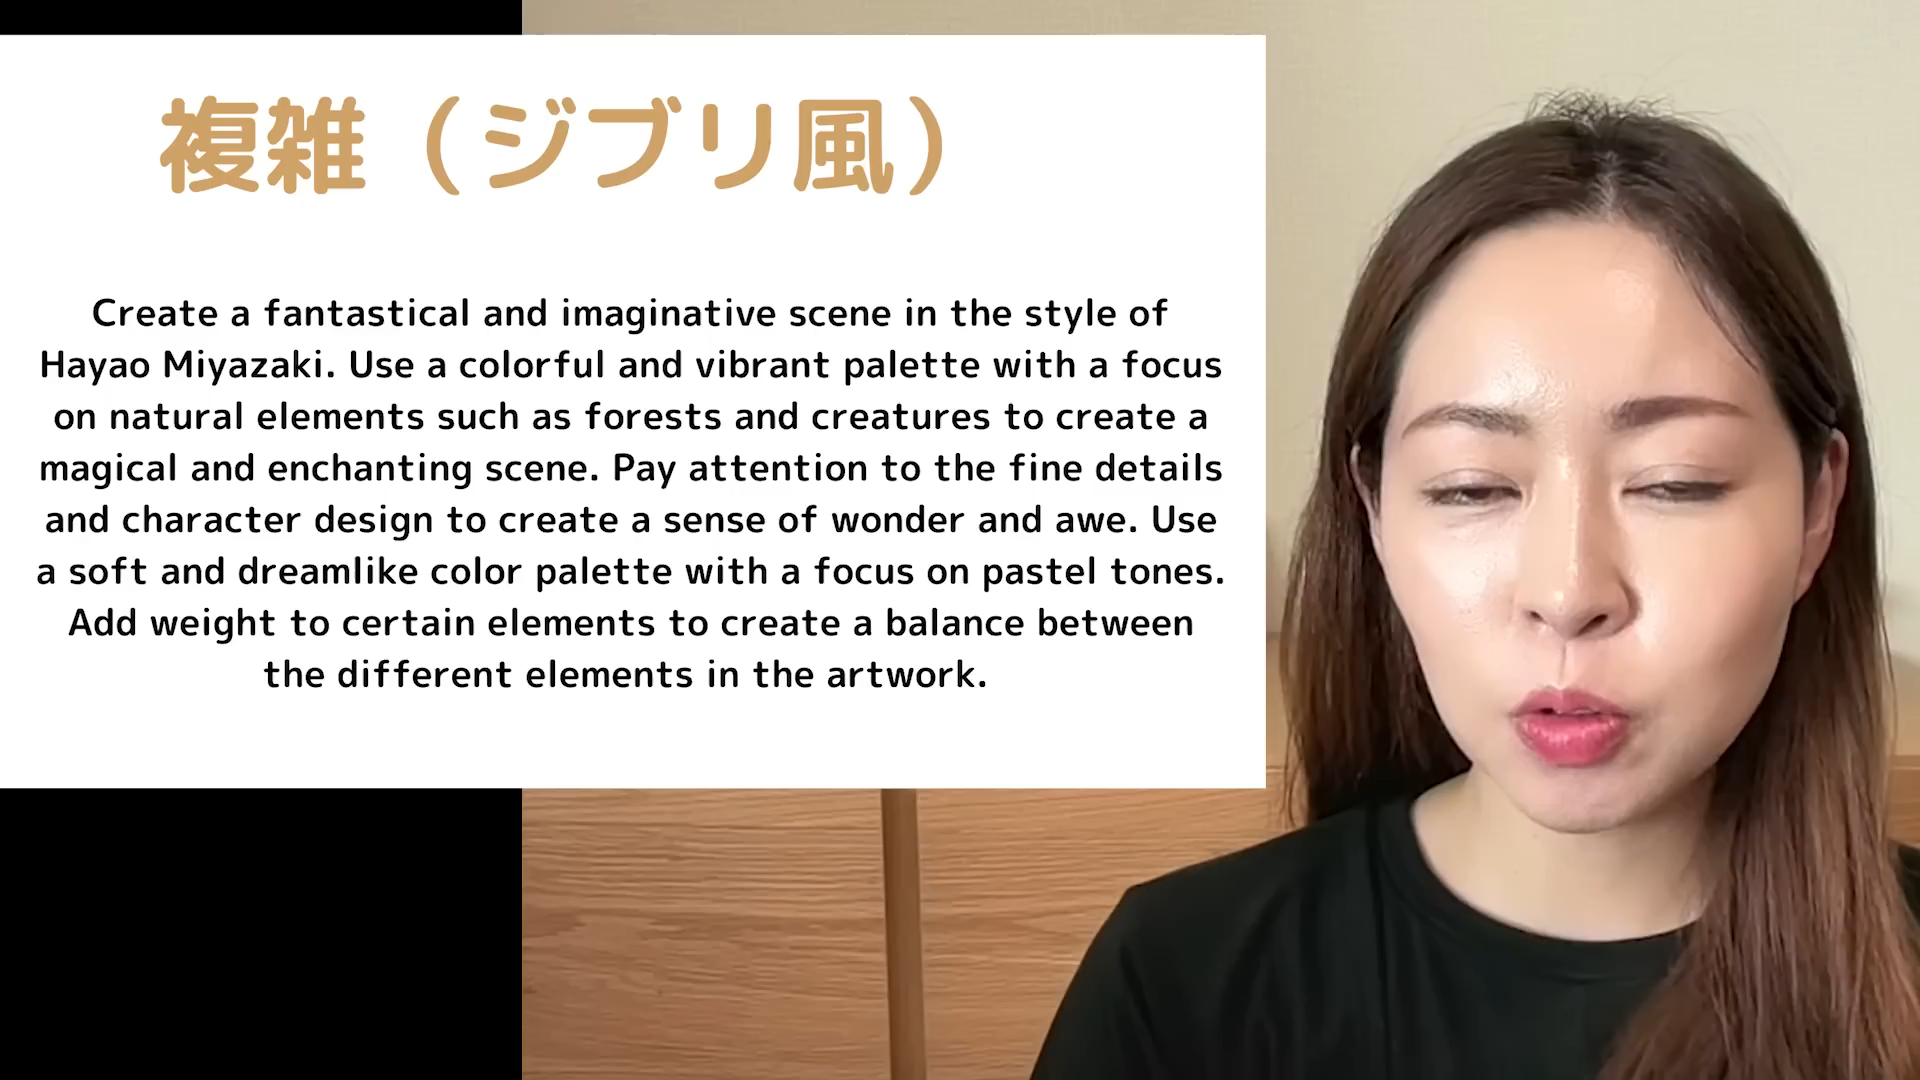 複雑（ジブリ風）
Create a fantastical and imaginative scene in the style of
Hayao Miyazaki. Use a colorful and vibrant palette with a focus
on natural elements such as forests and creatures to create a
magical and enchanting scene. Pay attention to the fine details
and character design to create a sense of wonder and awe. Use
a soft and dreamlike color palette with a focus on pastel tones.
Add weight to certain elements to create a balance between
the different elements in the artwork.